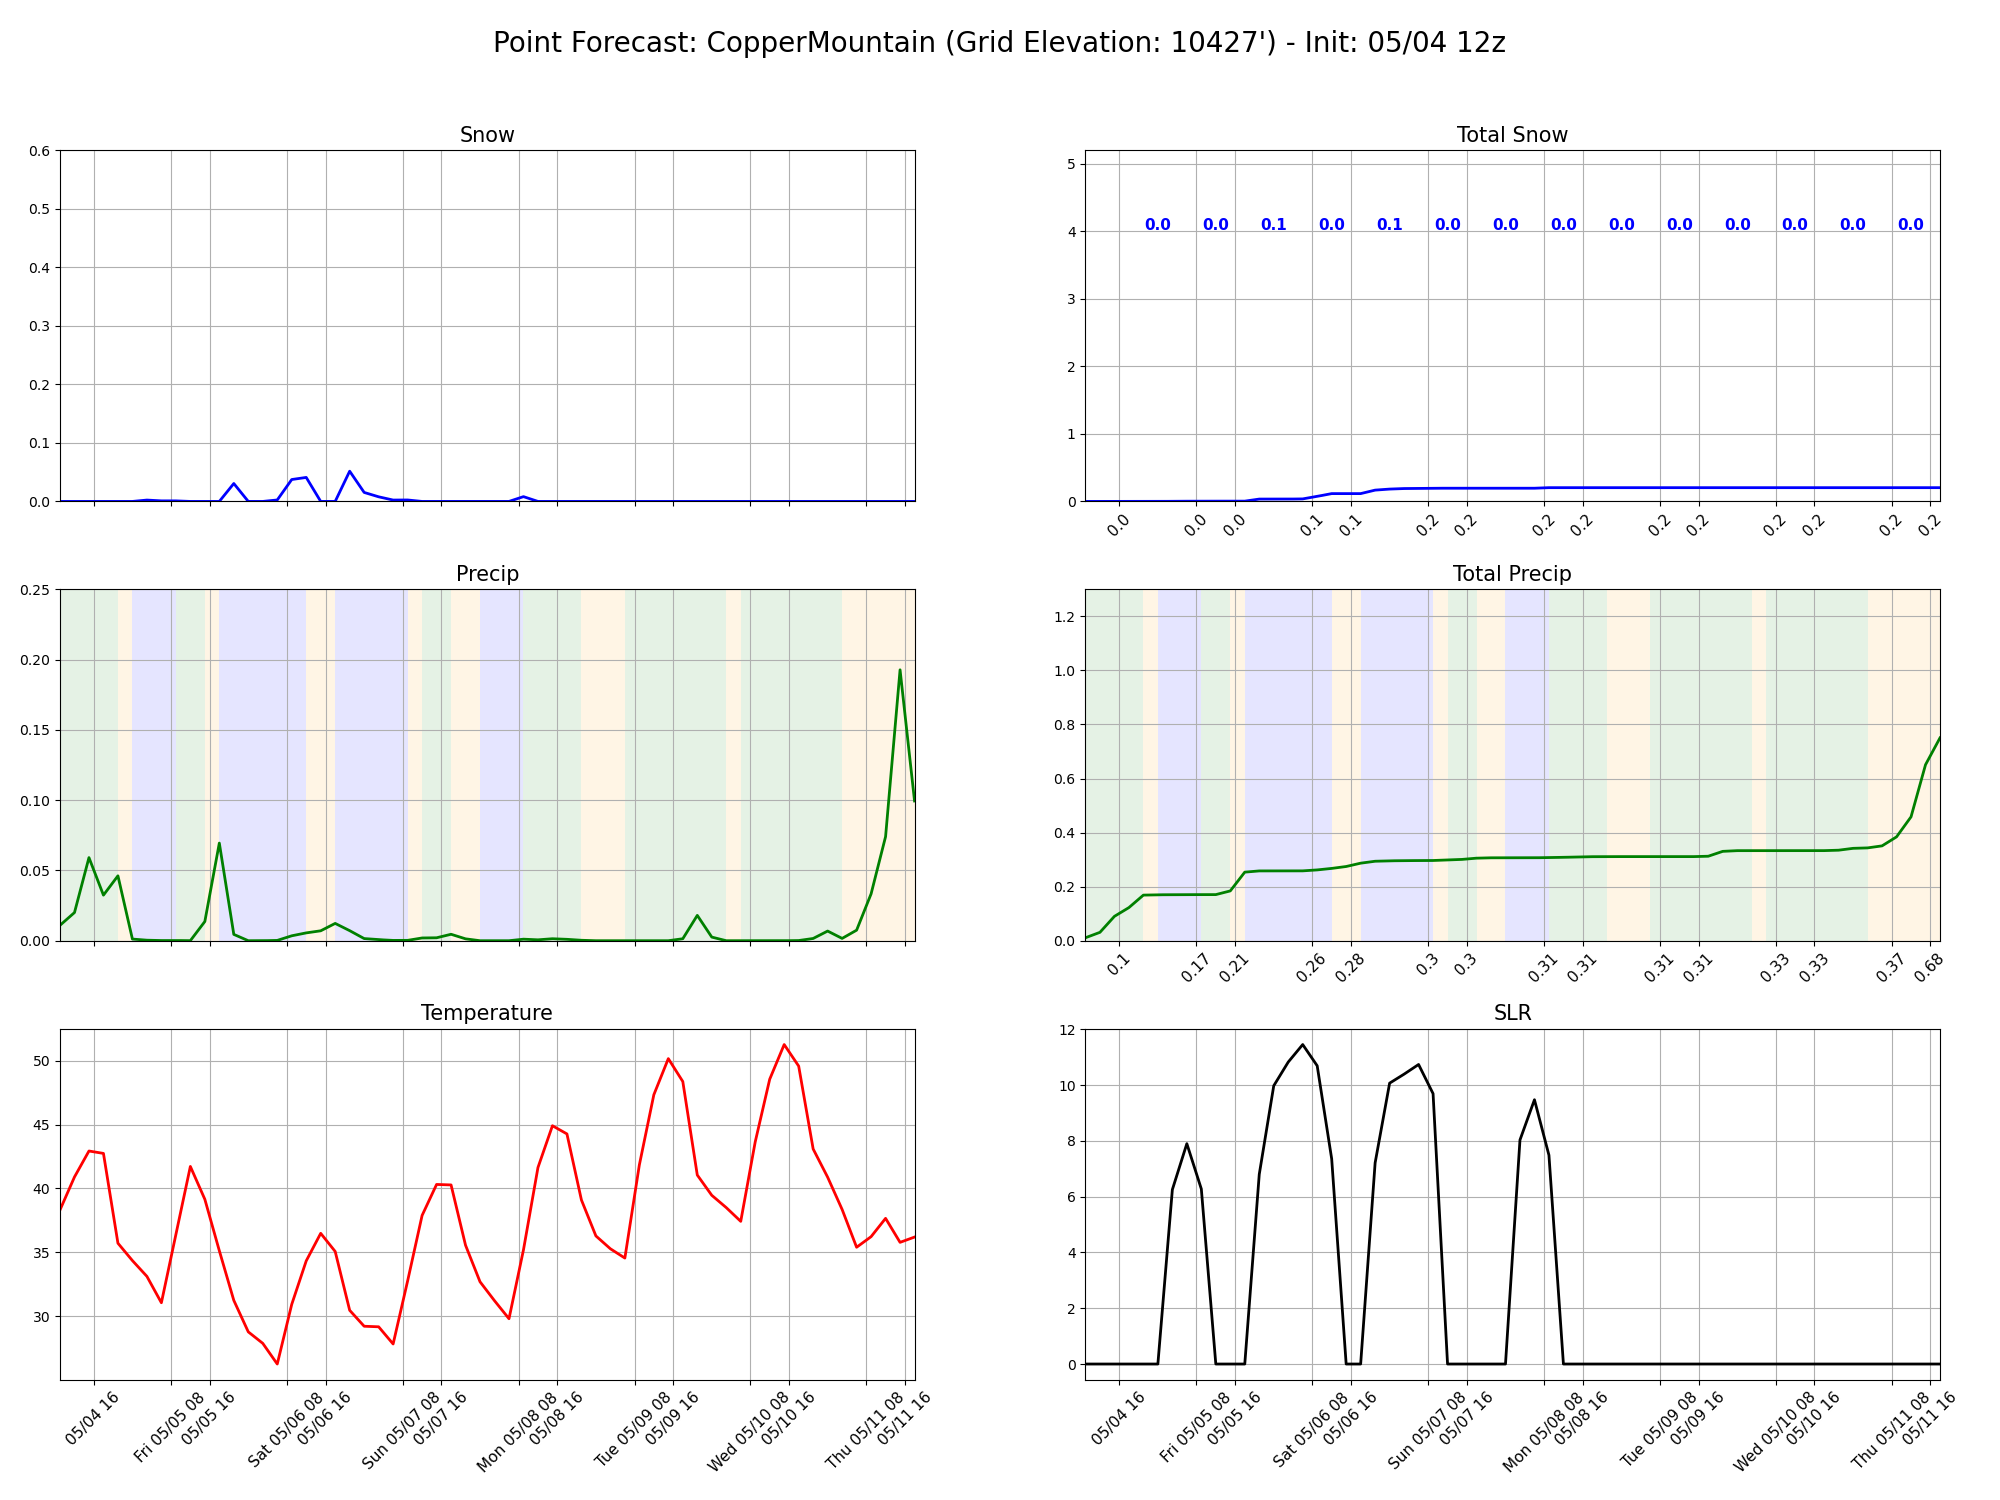 Point Forecast: CopperMountain (Grid Elevation: 10427') - Init: 05/04 12z
Snow
0.6
0.5
0.4
0.3
0.2
0.1
0.0
Total Snow
5
4
3
2
1
0
0.0 0.0 0.1 0.0 0.1 0.0 0.0 0.0 0.0 0.0 0.0 0.0 0.0 0.0
0.0 0.0 0.0 0.1 0.1 0.2 0.2 0.2 0.2 0.2 0.2 0.2 0.2 0.2 0.2
Precip
0.25
0.20
0.15
0.10
0.05
0.00
Total Precip
1.2
1.0
0.8
0.6
0.4
0.2
0.0
0.1 0.17 0.21 0.26 0.28 0.3 0.3 0.31 0.31 0.31 0.31 0.33 0.33 0.37 0.68
Temperature
50
45
40
35
30
05/04 16
Fri 05/05 08
05/05 16
Sat 05/06 08
05/06 16
Sun 05/07 08
05/07 16
Mon 05/08 08
05/08 16
Tue 05/09 08
05/09 16
Wed 05/10 08
05/10 16
Thu 05/11 08
05/11 16
SLR
12
10
8
6
4
2
0
05/04 16
Fri 05/05 08
05/05 16
Sat 05/06 08
05/06 16
Sun 05/07 08
05/07 16
Mon 05/08 08
05/08 16
Tue 05/09 08
05/09 16
Wed 05/10 08
05/10 16
Thu 05/11 08
05/11 16